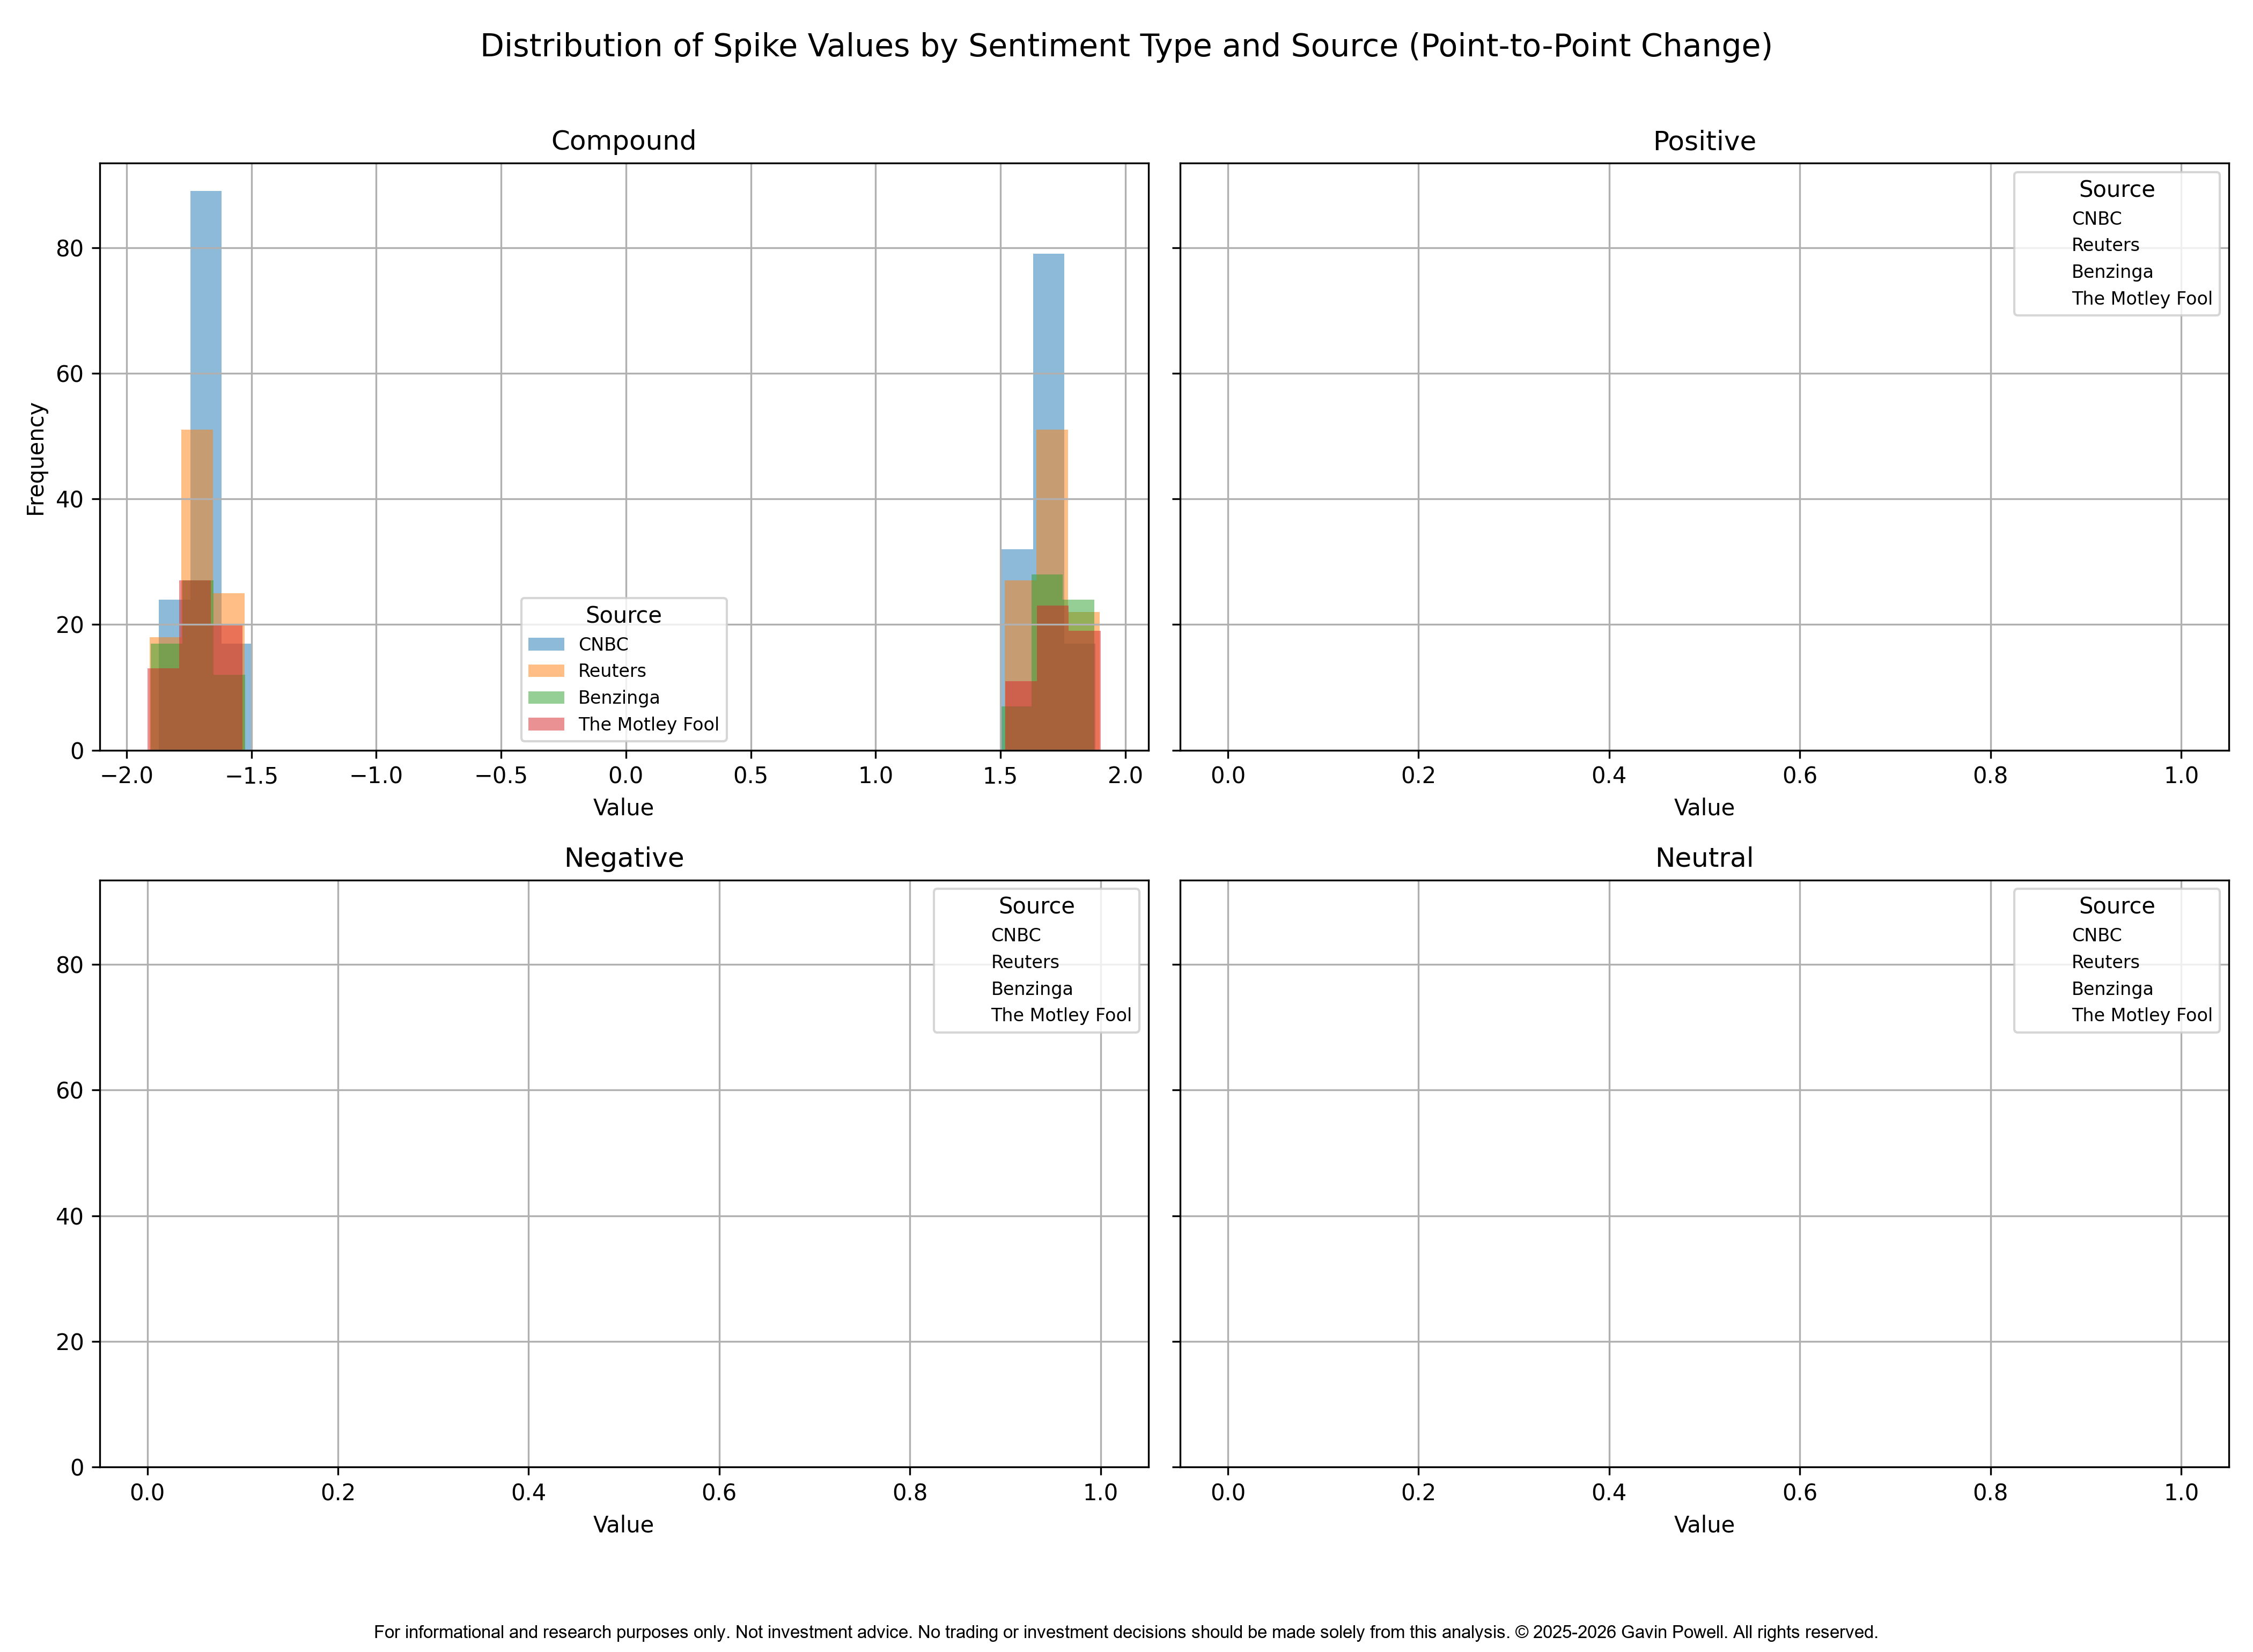 Distribution of Spike Values by Sentiment Type and Source (Point-to-Point Change)
Compound
Frequency
80
60
40
20
0
Source
CNBC
Reuters
Benzinga
The Motley Fool
−2.0 −1.5 −1.0 −0.5 0.0 0.5 1.0 1.5 2.0
Value
Positive
Source
CNBC
Reuters
Benzinga
The Motley Fool
0.0 0.2 0.4 0.6 0.8 1.0
Value
Negative
80
60
40
20
0
Source
CNBC
Reuters
Benzinga
The Motley Fool
0.0 0.2 0.4 0.6 0.8 1.0
Value
Neutral
Source
CNBC
Reuters
Benzinga
The Motley Fool
0.0 0.2 0.4 0.6 0.8 1.0
Value
For informational and research purposes only. Not investment advice. No trading or investment decisions should be made solely from this analysis. © 2025-2026 Gavin Powell. All rights reserved.